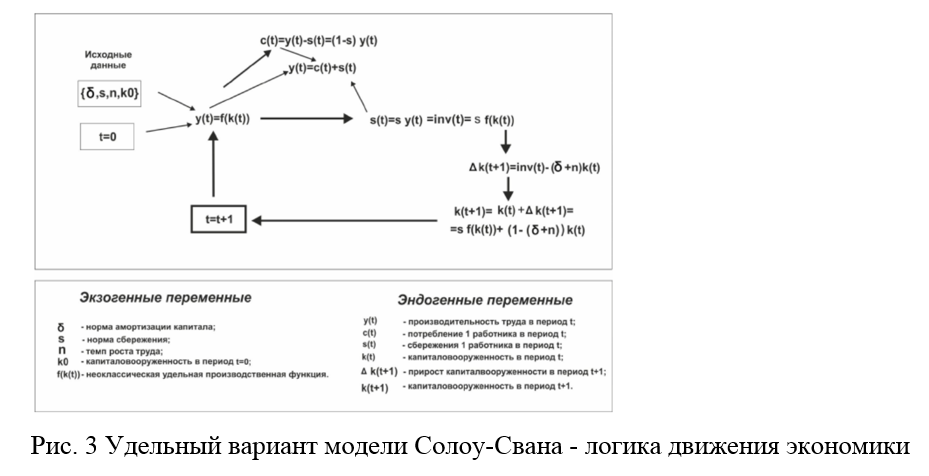 c(t)=y(t)-s(t)=(1-s) y(t)
Исходные
данные
y(t)=c(t)+s(t)
{δ,s,n,k0}
y(t)=f(k(t))
s(t)=s y(t) =inv(t)= s f(k(t))
t=0
Δ k(t+1)=inv(t)-(δ+n)k(t)
t=t+1
k(t+1)= k(t)+Δ k(t+1)=
=s f(k(t))+ (1- (δ+n)) k(t)
Экзогенные переменные
δ - норма амортизации капитала;
s - норма сбережения;
n - темп роста труда;
k0 - капиталовооруженность в период t=0;
f(k(t))- неоклассическая удельная производственная функция.
Эндогенные переменные
y(t) - производительность труда в период t;
c(t) - потребление 1 работника в период t;
s(t) - сбережения 1 работника в период t;
k(t) - капиталовооруженность в период t;
Δ k(t+1) - прирост капиталвооруженности в период t+1;
k(t+1) - капиталовооруженность в период t+1.
Рис. 3 Удельный вариант модели Солоу-Свана - логика движения экономики